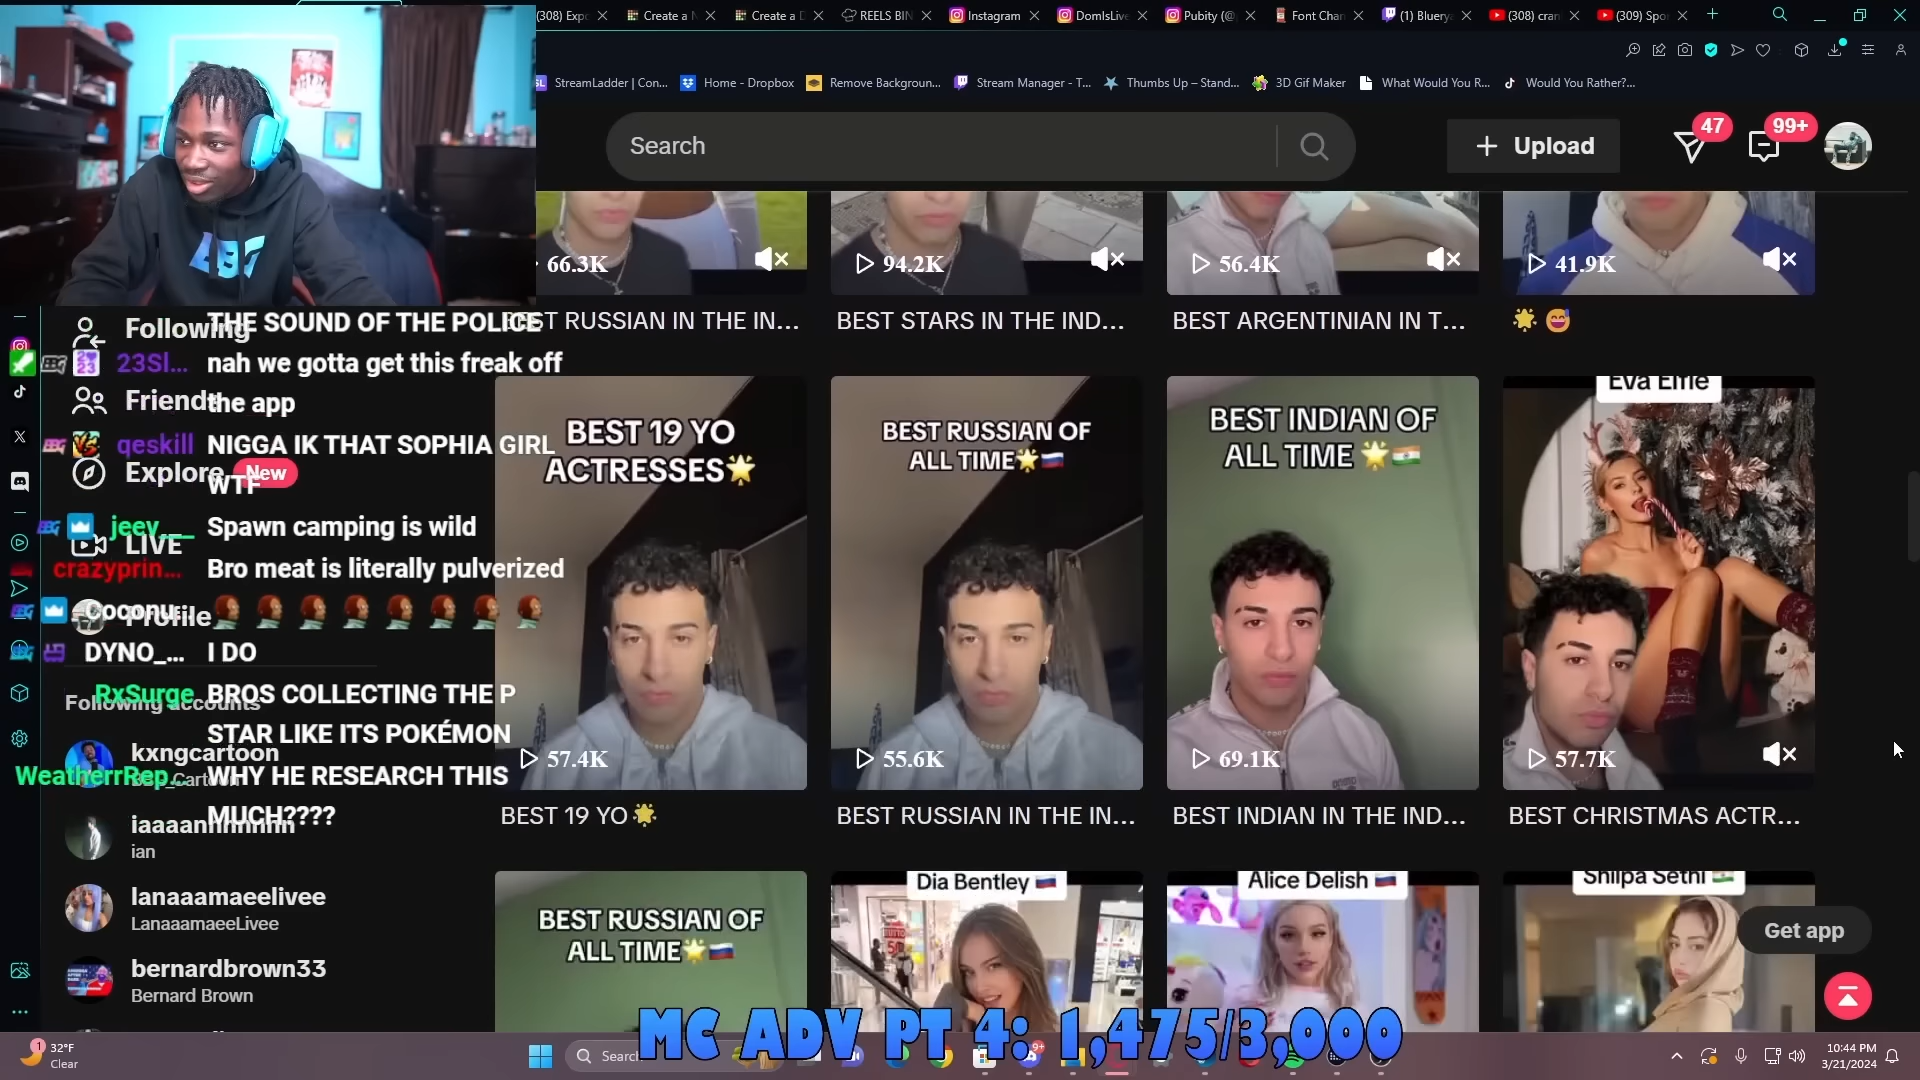 (308) Expo
Create a N
Create a D
REELS BIN
Instagram
DomIsLive
Pubity (@
Font Chan
(1) Bluery
(308) cran
(309) Spo
StreamLadder | Con...
Home - Dropbox
Remove Backgroun...
Stream Manager - T...
Thumbs Up – Stand...
3D Gif Maker
What Would You R...
Would You Rather?...
Search
Upload
47
99+
66.3K
94.2K
56.4K
41.9K
BEST RUSSIAN IN THE IN...
BEST STARS IN THE IND...
BEST ARGENTINIAN IN T...
🌟 😅
Following
THE SOUND OF THE
23Sl... nah we gotta get this freak off
the app
Friends
qeskill NIGGA IK THAT SOPHIA GIRL
WTF
Explore New
jeev___ Spawn camping is wild
LIVE
crazyprin... Bro meat is literally pulverized
Coconu...
Profile
DYNO_... I DO
RxSurge BROS COLLECTING THE P
STAR LIKE ITS POKÉMON
Following accounts
kxngcartoon
WeatherrRep... WHY HE RESEARCH THIS
MUCH????
iaaaannnnnnn
ian
lanaaamaeelivee
LanaaamaeeLivee
bernardbrown33
Bernard Brown
BEST 19 YO
ACTRESSES🌟
57.4K
BEST 19 YO🌟
BEST RUSSIAN OF
ALL TIME🌟🇷🇺
55.6K
BEST RUSSIAN IN THE IN...
BEST INDIAN OF
ALL TIME 🌟🇮🇳
69.1K
BEST INDIAN IN THE IND...
Eva Elfie
57.7K
BEST CHRISTMAS ACTR...
BEST RUSSIAN OF
ALL TIME🌟🇷🇺
Dia Bentley 🇷🇺
Alice Delish 🇷🇺
Shilpa Sethi 🇮🇳
Get app
MC ADV PT 4: 1,475/3,000
1
32°F
Clear
Search
9+
10:44 PM
3/21/2024